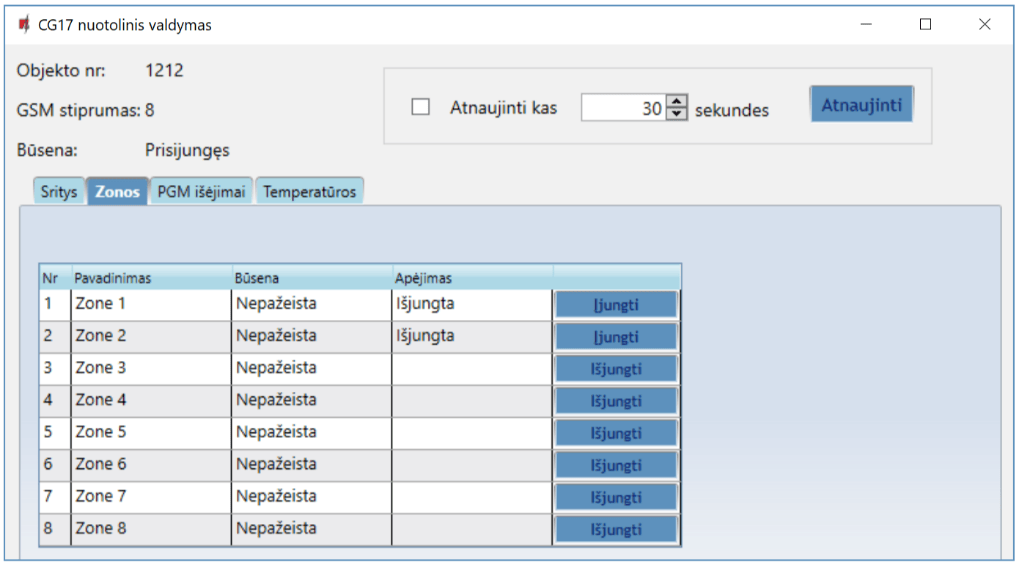 CG17 nuotolinis valdymas
Objekto nr: 1212
GSM stiprumas: 8
Būsena: Prisijungęs
Atnaujinti kas 30 sekundes Atnaujinti
Sritys Zonos PGM išėjimai Temperatūros
Nr Pavadinimas Būsena Apėjimas
1 Zone 1 Nepažeista Išjungta Įjungti
2 Zone 2 Nepažeista Išjungta Įjungti
3 Zone 3 Nepažeista Išjungti
4 Zone 4 Nepažeista Išjungti
5 Zone 5 Nepažeista Išjungti
6 Zone 6 Nepažeista Išjungti
7 Zone 7 Nepažeista Išjungti
8 Zone 8 Nepažeista Išjungti